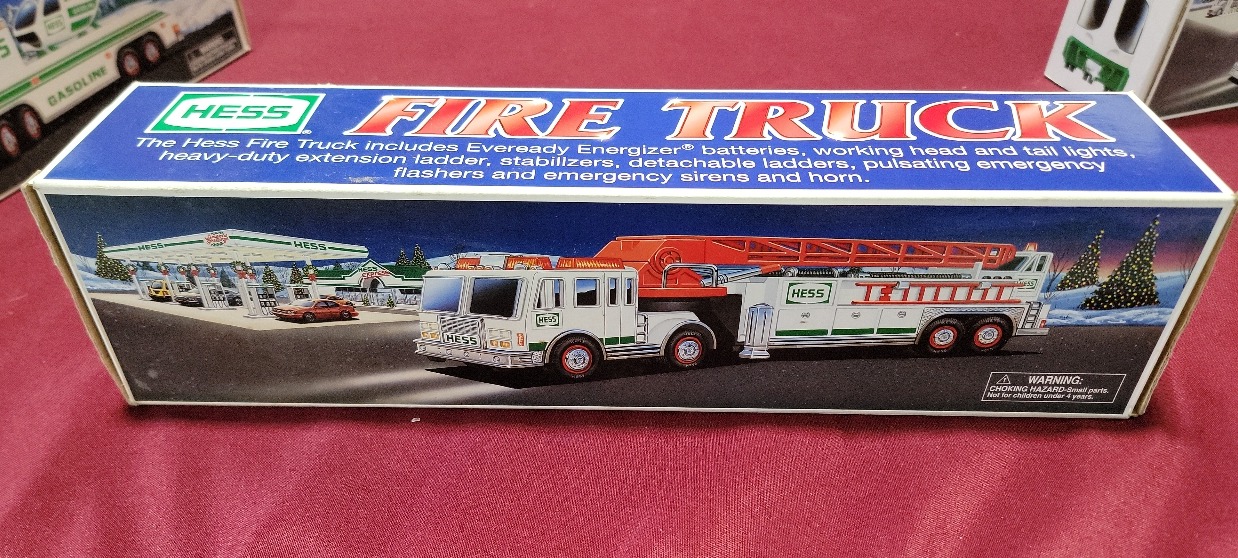 HESS
GASOLINE
HESS FIRE TRUCK
The Hess Fire Truck includes Eveready Energizer® batteries, working head and tail lights,
heavy-duty extension ladder, stabilizers, detachable ladders, pulsating emergency
flashers and emergency sirens and horn.
HESS
HESS
HESS
HESS
HESS
HESS
WARNING:
CHOKING HAZARD-Small parts.
Not for children under 4 years.